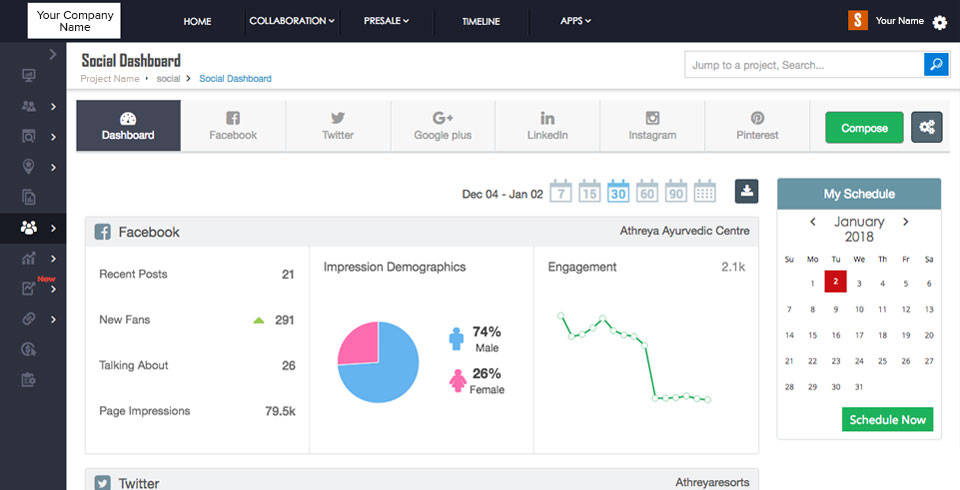 Your Company
Name
HOME
COLLABORATION
PRESALE
TIMELINE
APPS
S
Your Name
Social Dashboard
Project Name • social > Social Dashboard
Jump to a project, Search...
Dashboard
Facebook
Twitter
G+
Google plus
in
LinkedIn
Instagram
Pinterest
Compose
New
Dec 04 - Jan 02
7
15
30
60
90
Facebook
Athreya Ayurvedic Centre
Recent Posts 21
New Fans 291
Talking About 26
Page Impressions 79.5k
Impression Demographics
74%
Male
26%
Female
Engagement 2.1k
My Schedule
< January >
2018
Su Mo Tu We Th Fr Sa
1 2 3 4 5 6
7 8 9 10 11 12 13
14 15 16 17 18 19 20
21 22 23 24 25 26 27
28 29 30 31
Schedule Now
Twitter
Athreyaresorts